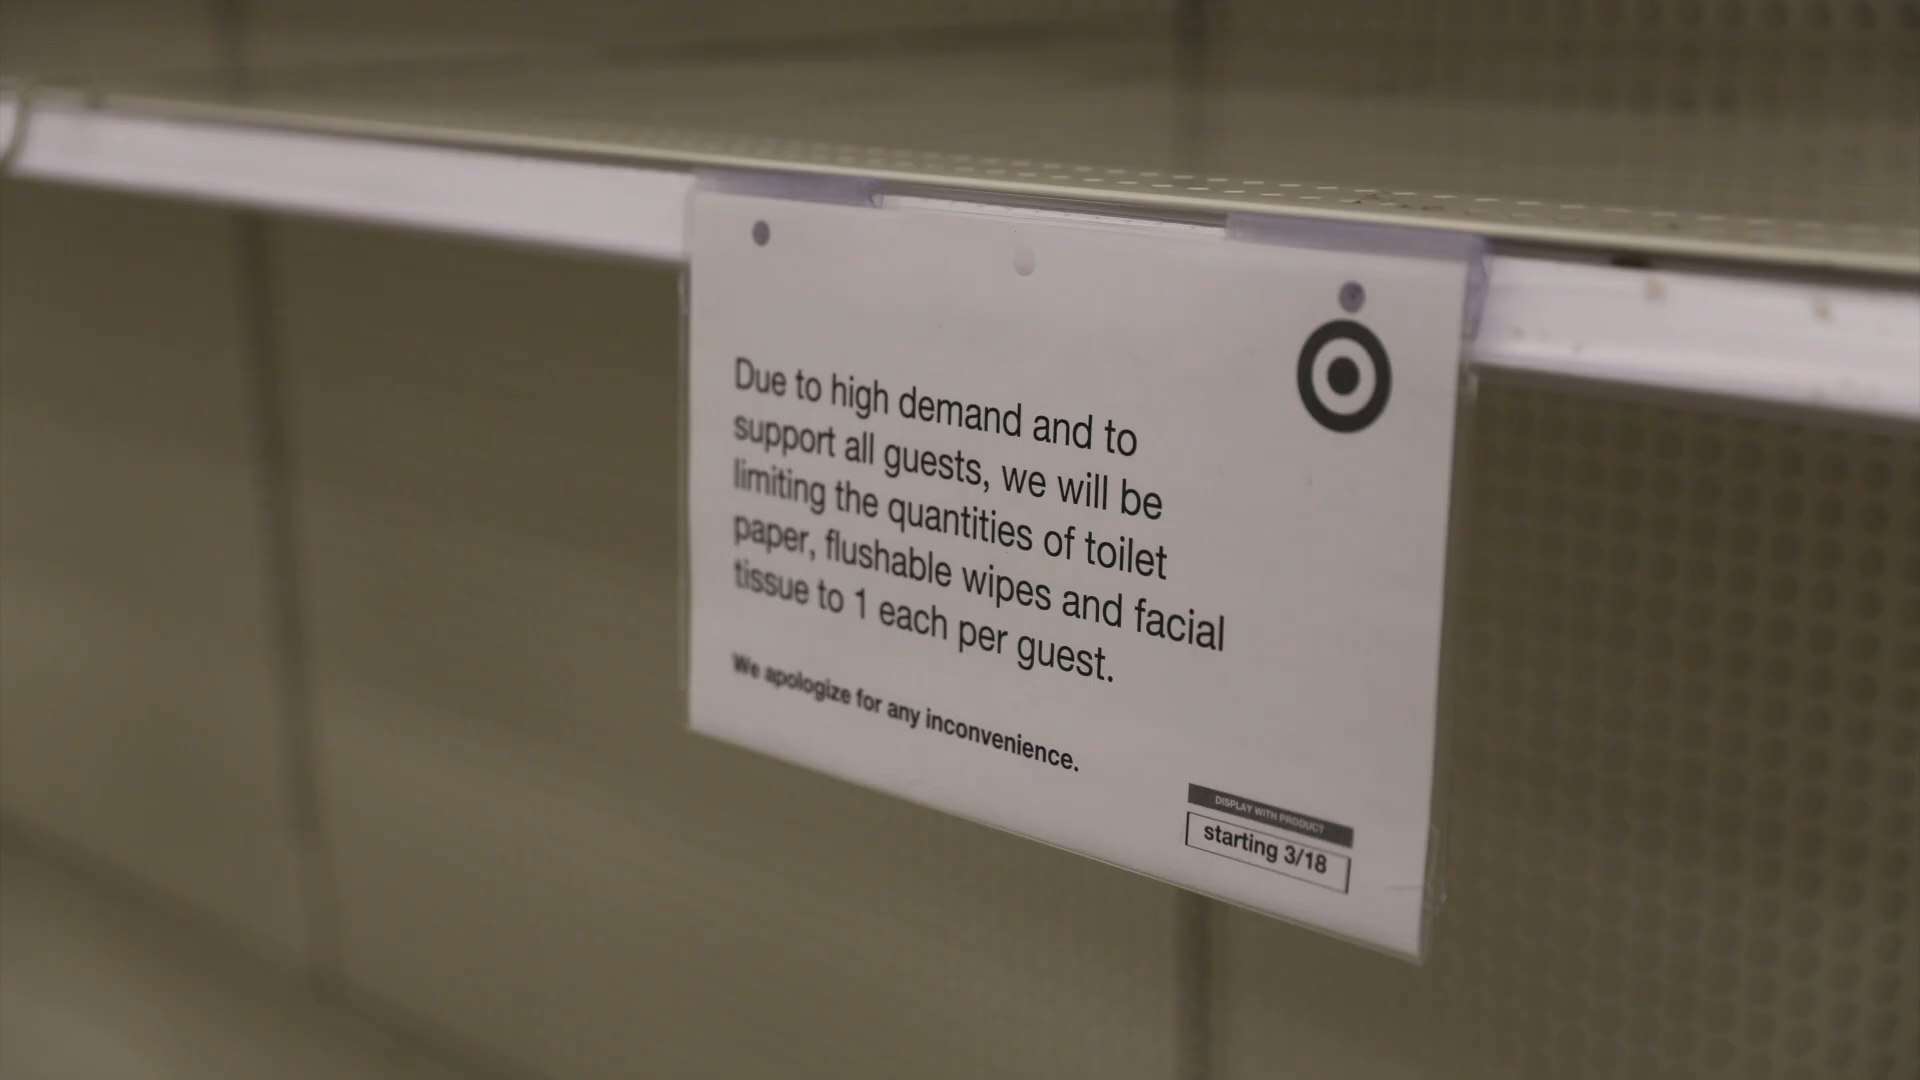 Due to high demand and to
support all guests, we will be
limiting the quantities of toilet
paper, flushable wipes and facial
tissue to 1 each per guest.
We apologize for any inconvenience.
DISPLAY WITH PRODUCT
starting 3/18